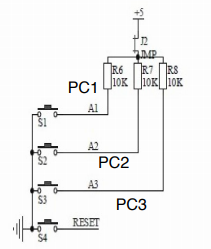 +5
J2
JMP
R6 R7 R8
10K 10K 10K
PC1
A1
S1
A2
S2
PC2
A3
S3
PC3
RESET
S4